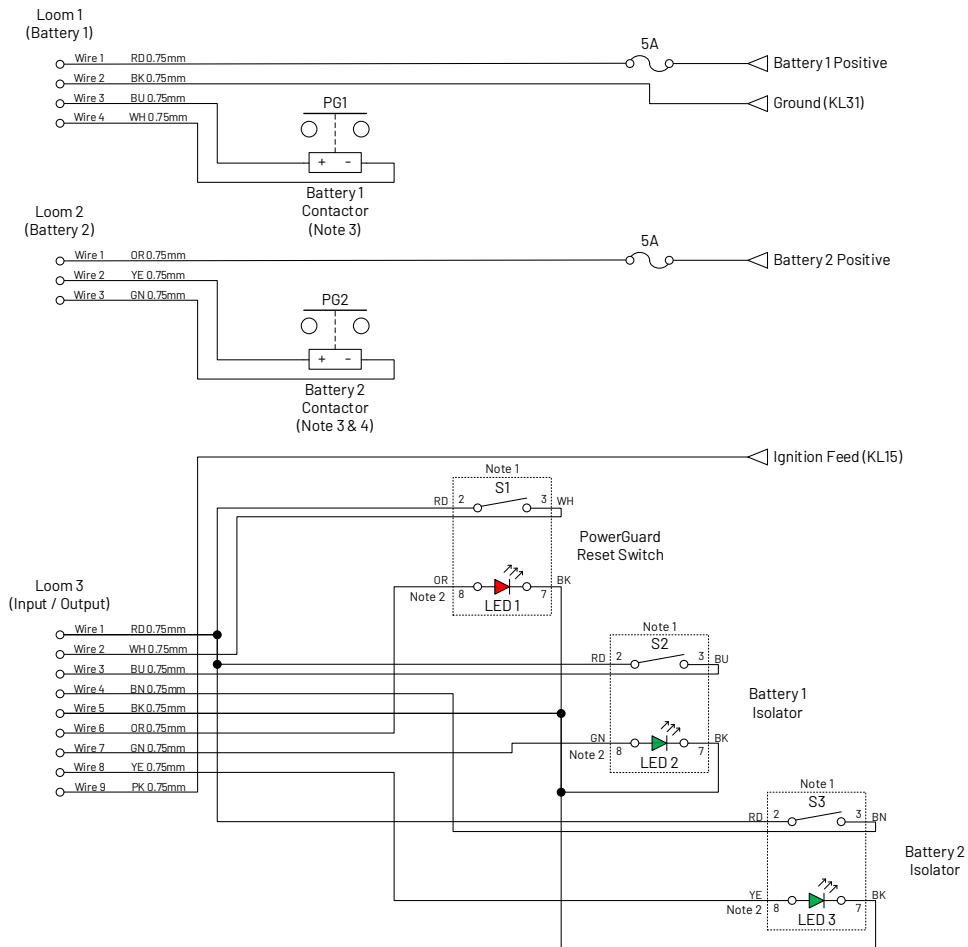 Loom 1
(Battery 1)
Wire 1 RD 0.75mm
Wire 2 BK 0.75mm
Wire 3 BU 0.75mm
Wire 4 WH 0.75mm
5A
Battery 1 Positive
Ground (KL31)
PG1
+ -
Battery 1
Contactor
(Note 3)
Loom 2
(Battery 2)
Wire 1 OR 0.75mm
Wire 2 YE 0.75mm
Wire 3 GN 0.75mm
5A
Battery 2 Positive
PG2
+ -
Battery 2
Contactor
(Note 3 & 4)
Ignition Feed (KL15)
Note 1
S1
RD 2 3 WH
PowerGuard
Reset Switch
OR BK
Note 2 8 7
LED 1
Loom 3
(Input / Output)
Wire 1 RD 0.75mm
Wire 2 WH 0.75mm
Wire 3 BU 0.75mm
Wire 4 BN 0.75mm
Wire 5 BK 0.75mm
Wire 6 OR 0.75mm
Wire 7 GN 0.75mm
Wire 8 YE 0.75mm
Wire 9 PK 0.75mm
Note 1
S2
RD 2 3 BU
Battery 1
Isolator
GN BK
Note 2 8 7
LED 2
Note 1
S3
RD 2 3 BN
Battery 2
Isolator
YE BK
Note 2 8 7
LED 3